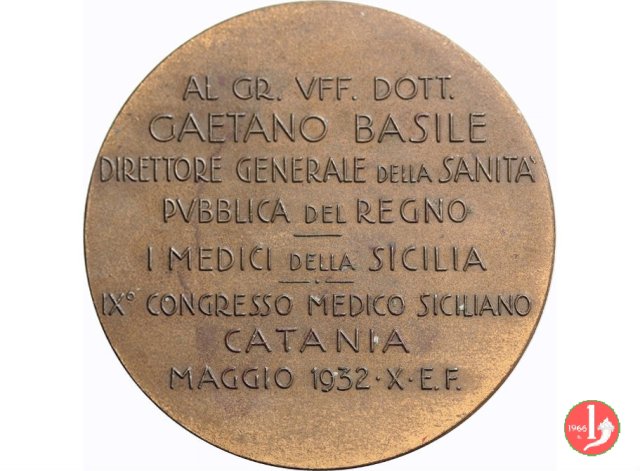 AL GR. VFF. DOTT.
GAETANO BASILE
DIRETTORE GENERALE DELLA SANITA'
PVBBLICA DEL REGNO
I MEDICI DELLA SICILIA
IX° CONGRESSO MEDICO SICILIANO
CATANIA
MAGGIO 1932·X·E.F.
1966